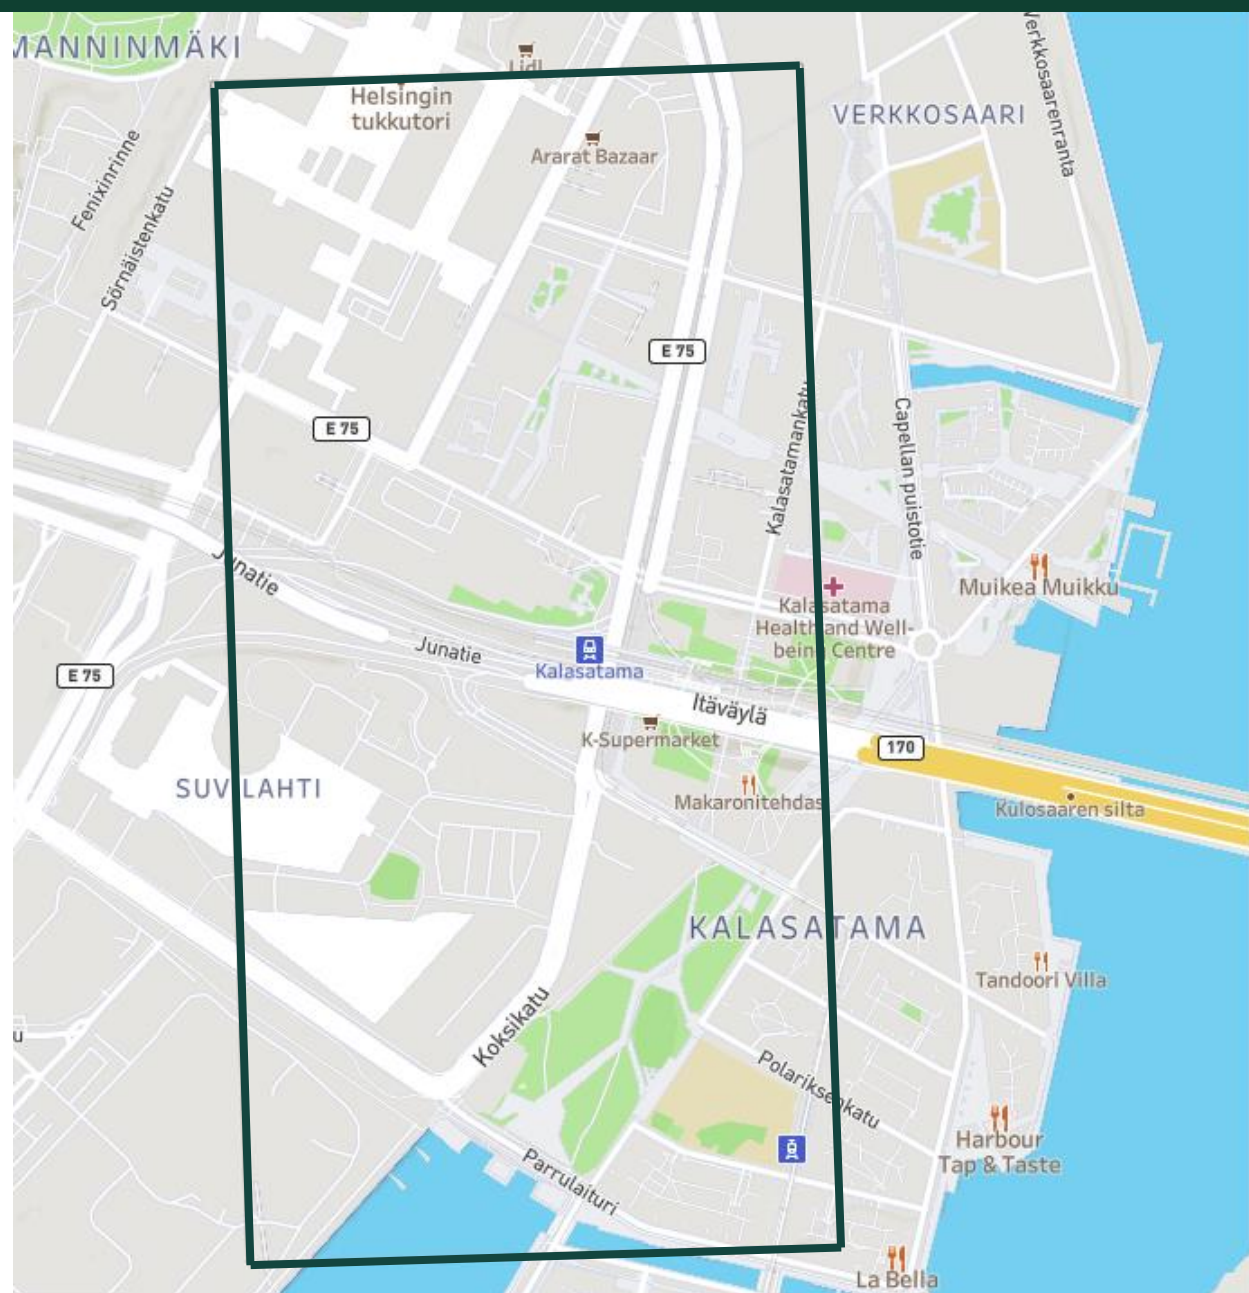 MANNINMÄKI
Lidl
Helsingin
tukkutori
Ararat Bazaar
VERKKOSAARI
Verkkosaarenranta
Fenixinrinne
Sörnäistenkatu
E 75
E 75
Kalasatamankatu
Capellan puistotie
Junatie
Muikea Muikku
Kalasatama
Health and Well-
being Centre
Junatie
Kalasatama
E 75
Itäväylä
K-Supermarket
170
SUVILAHTI
Makaronitehdas
Kulosaaren silta
KALASATAMA
Tandoori Villa
Koksikatu
u
Polariksenkatu
Harbour
Tap & Taste
Parrulaituri
La Bella